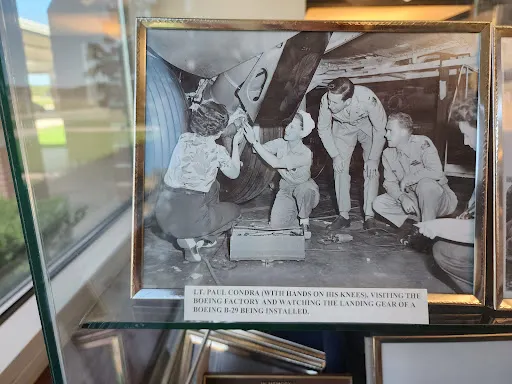 LT. PAUL CONDRA (WITH HANDS ON HIS KNEES), VISITING THE
BOEING FACTORY AND WATCHING THE LANDING GEAR OF A
BOEING B-29 BEING INSTALLED.